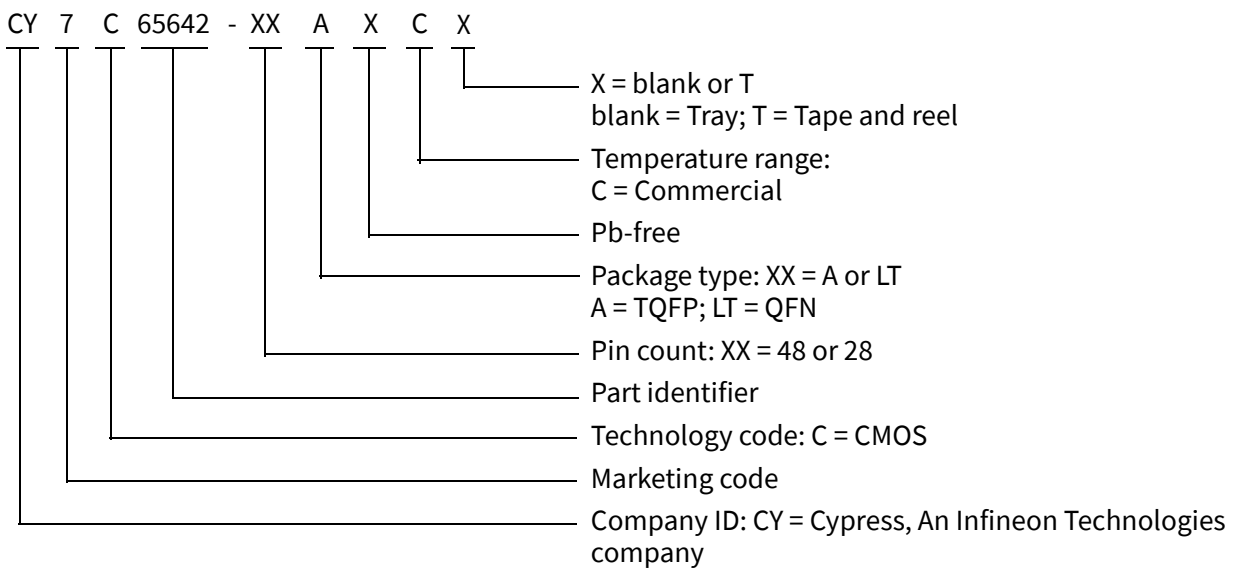 CY 7 C 65642 - XX A X C X
X = blank or T
blank = Tray; T = Tape and reel
Temperature range:
C = Commercial
Pb-free
Package type: XX = A or LT
A = TQFP; LT = QFN
Pin count: XX = 48 or 28
Part identifier
Technology code: C = CMOS
Marketing code
Company ID: CY = Cypress, An Infineon Technologies
company